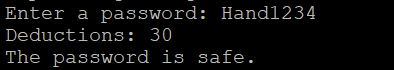 Enter a password: Hand1234
Deductions: 30
The password is safe.